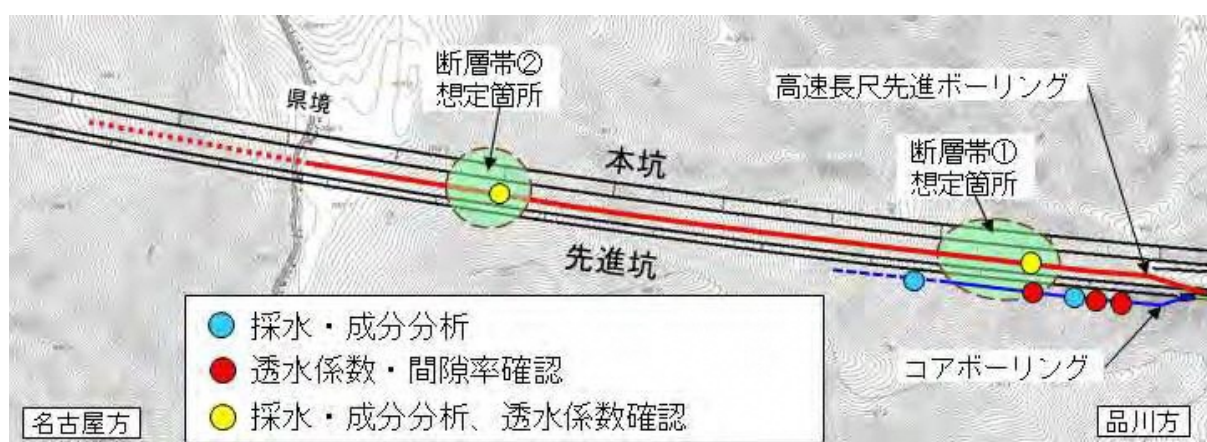 断層帯②
想定箇所
県境
高速長尺先進ボーリング
断層帯①
想定箇所
本坑
先進坑
採水・成分分析
透水係数・間隙率確認
採水・成分分析、透水係数確認
コアボーリング
名古屋方
品川方